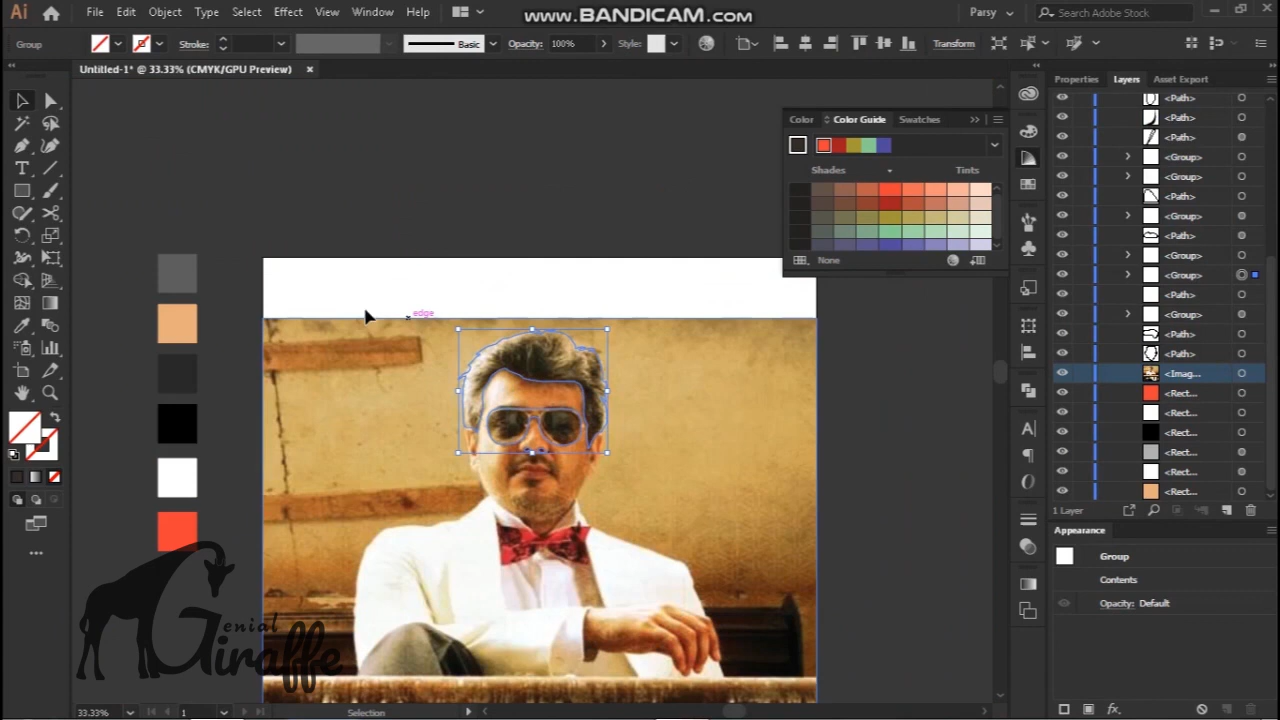 www.BANDICAM.com
Ai File Edit Object Type Select Effect View Window Help Parsy Search Adobe Stock
Group Stroke: Basic Opacity: 100% Style: Transform
Untitled-1* @ 33.33% (CMYK/GPU Preview)
Properties Layers Asset Export
Color Color Guide Swatches
Shades Tints
None
<Path>
<Path>
<Path>
<Group>
<Group>
<Path>
<Group>
<Path>
<Group>
<Group>
<Path>
<Group>
<Path>
<Path>
<Imag...
<Rect...
<Rect...
<Rect...
<Rect...
<Rect...
<Rect...
1 Layer
Appearance
Group
Contents
Opacity: Default
edge
Genial
Giraffe
33.33% 1 Selection